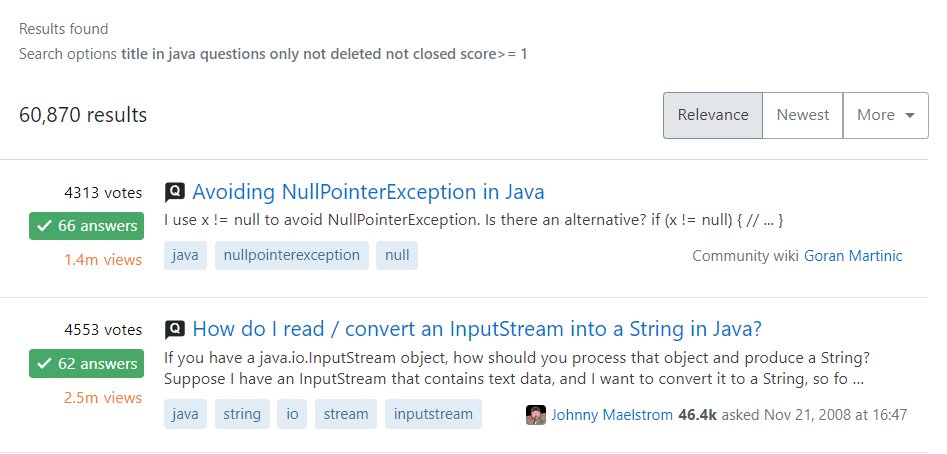 Results found
Search options title in java questions only not deleted not closed score>= 1
60,870 results
Relevance Newest More
4313 votes
Q Avoiding NullPointerException in Java
66 answers
I use x != null to avoid NullPointerException. Is there an alternative? if (x != null) { // ... }
1.4m views
java nullpointerexception null
Community wiki Goran Martinic
4553 votes
Q How do I read / convert an InputStream into a String in Java?
62 answers
If you have a java.io.InputStream object, how should you process that object and produce a String?
Suppose I have an InputStream that contains text data, and I want to convert it to a String, so fo ...
2.5m views
java string io stream inputstream
Johnny Maelstrom 46.4k asked Nov 21, 2008 at 16:47